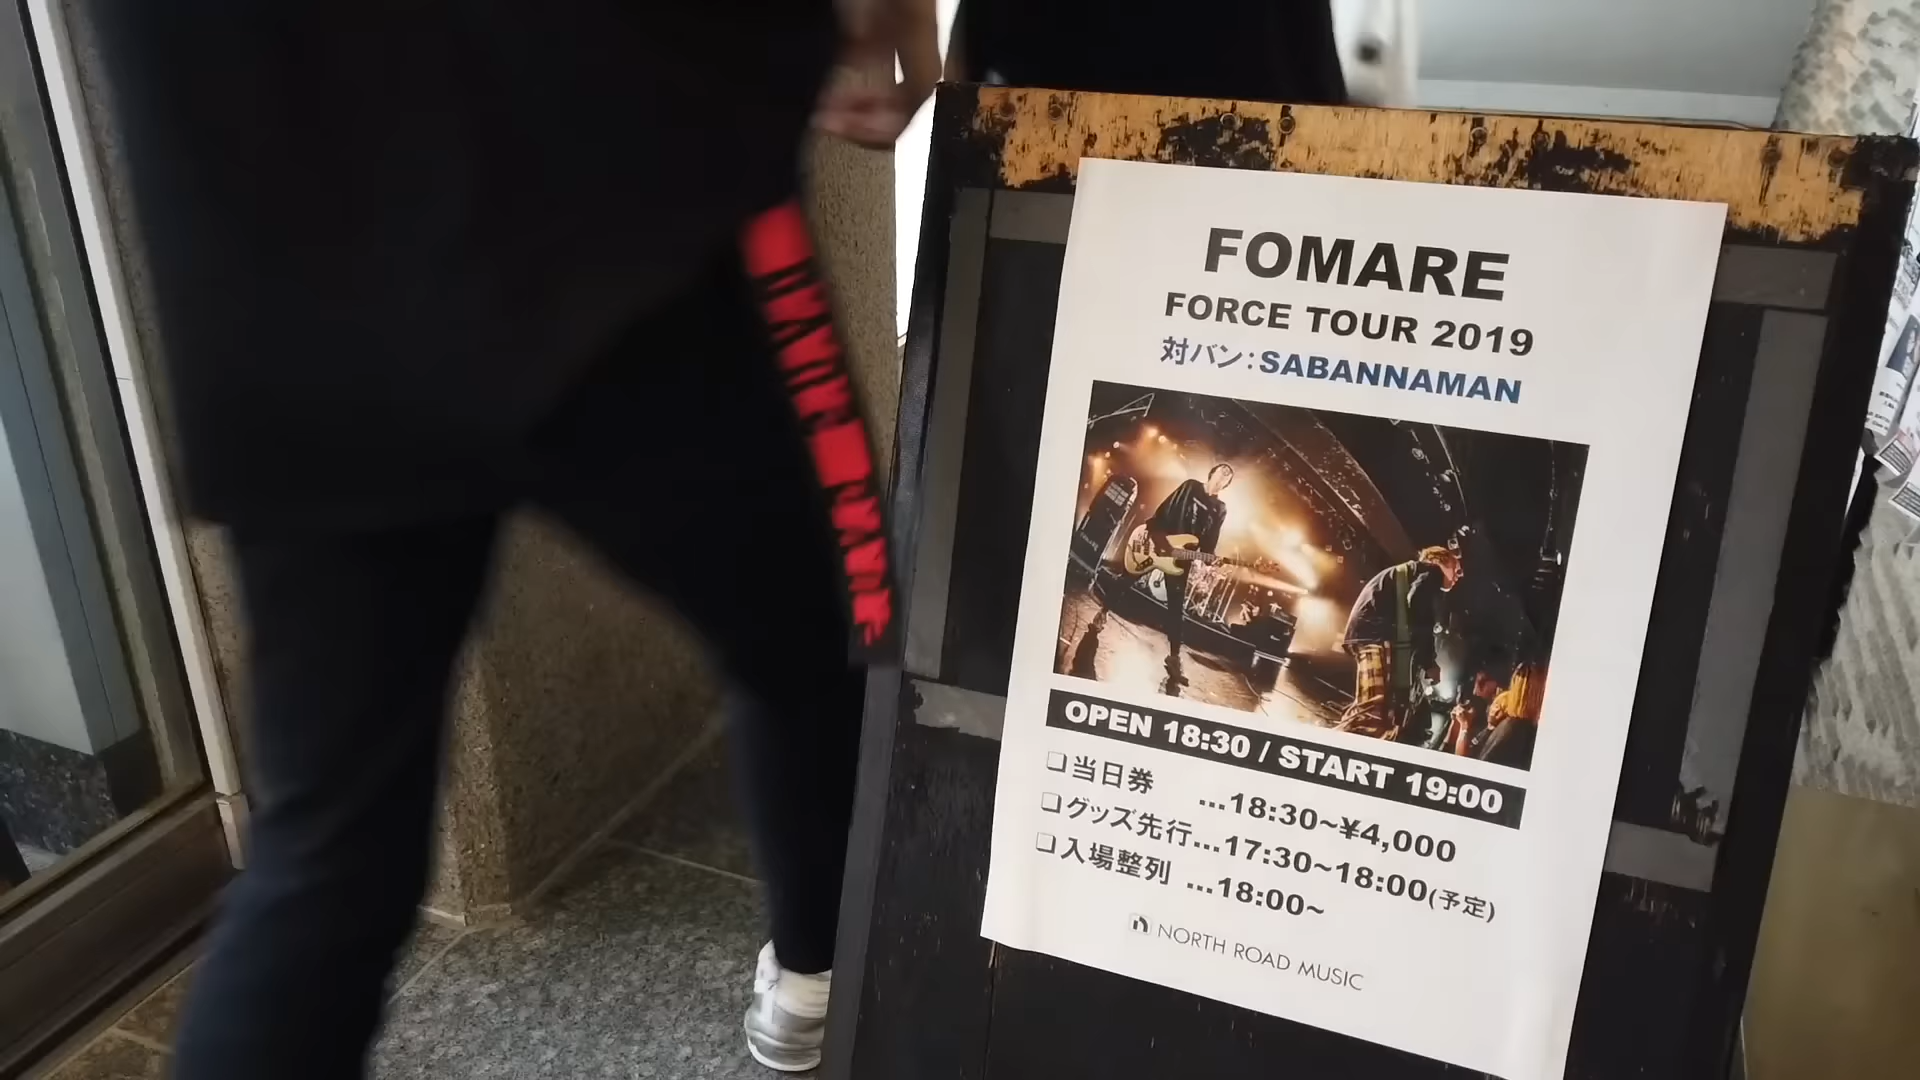 FOMARE
FORCE TOUR 2019
対バン:SABANNAMAN
OPEN 18:30 / START 19:00
❏当日券 …18:30~¥4,000
❏グッズ先行…17:30~18:00(予定)
❏入場整列 …18:00~
NORTH ROAD MUSIC